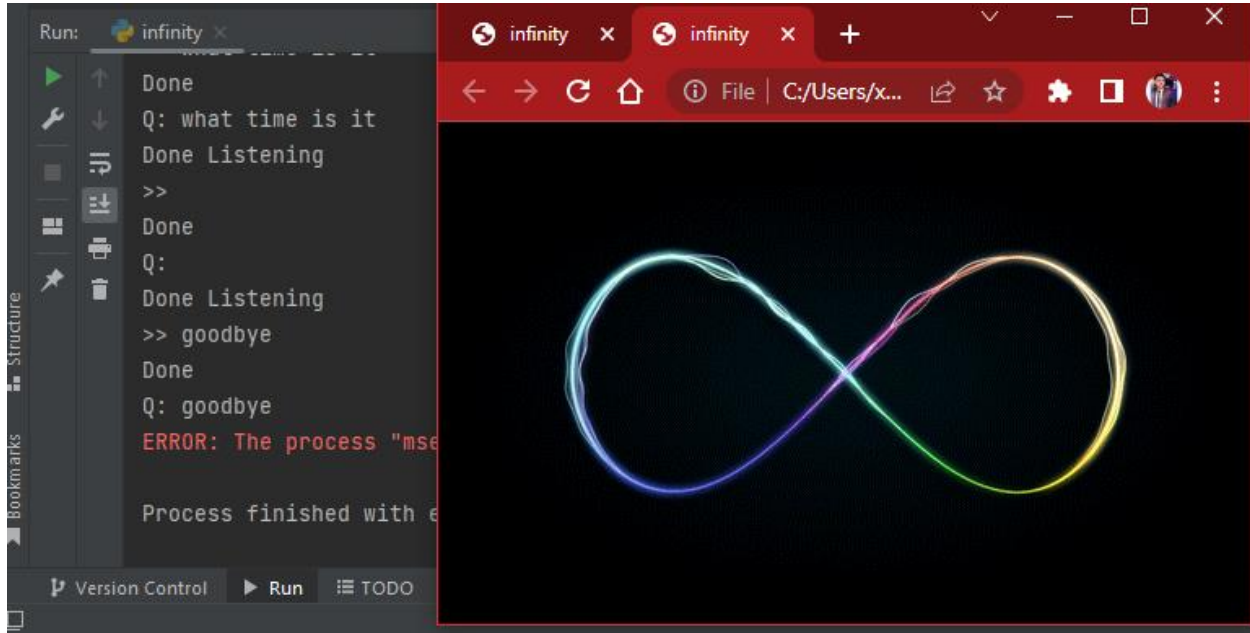 Run:
infinity
Done
Q: what time is it
Done Listening
>>
Done
Q:
Done Listening
>> goodbye
Done
Q: goodbye
ERROR: The process "mse
Process finished with e
Structure
Bookmarks
Version Control
Run
TODO
infinity
infinity
File
C:/Users/x...